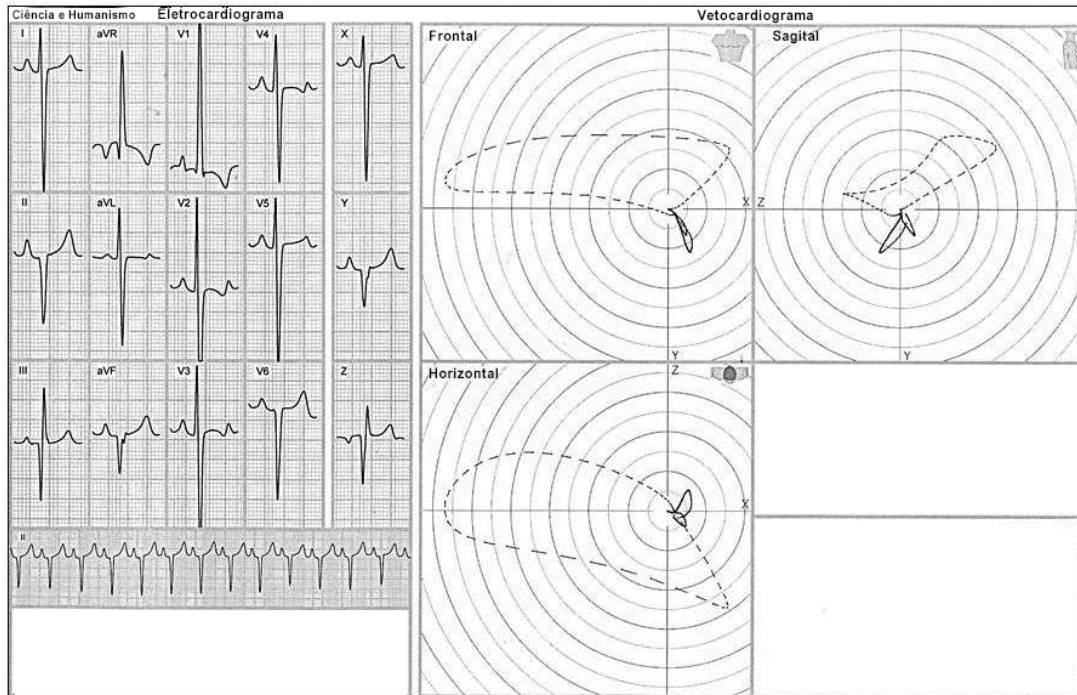 Ciência e Humanismo
Eletrocardiograma
Vetocardiograma
I
aVR
V1
V4
X
II
aVL
V2
V5
Y
III
aVF
V3
V6
Z
II
Frontal
X
Y
Sagital
Z
Y
Horizontal
Z
X
Y